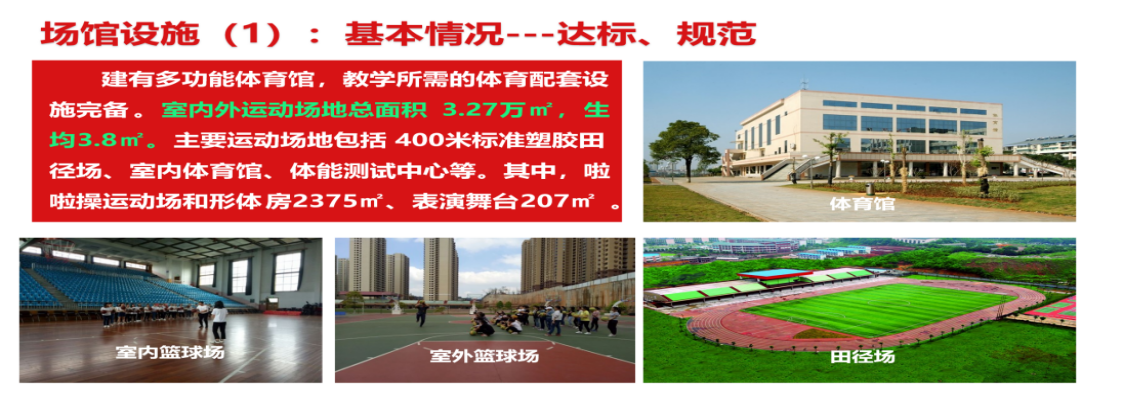 场馆设施（1）：基本情况---达标、规范
建有多功能体育馆，教学所需的体育配套设
施完备。室内外运动场地总面积 3.27万㎡，生
均3.8㎡。主要运动场地包括 400米标准塑胶田
径场、室内体育馆、体能测试中心等。其中，啦
啦操运动场和形体房2375㎡、表演舞台207㎡ 。
体育馆
室内篮球场
室外篮球场
田径场